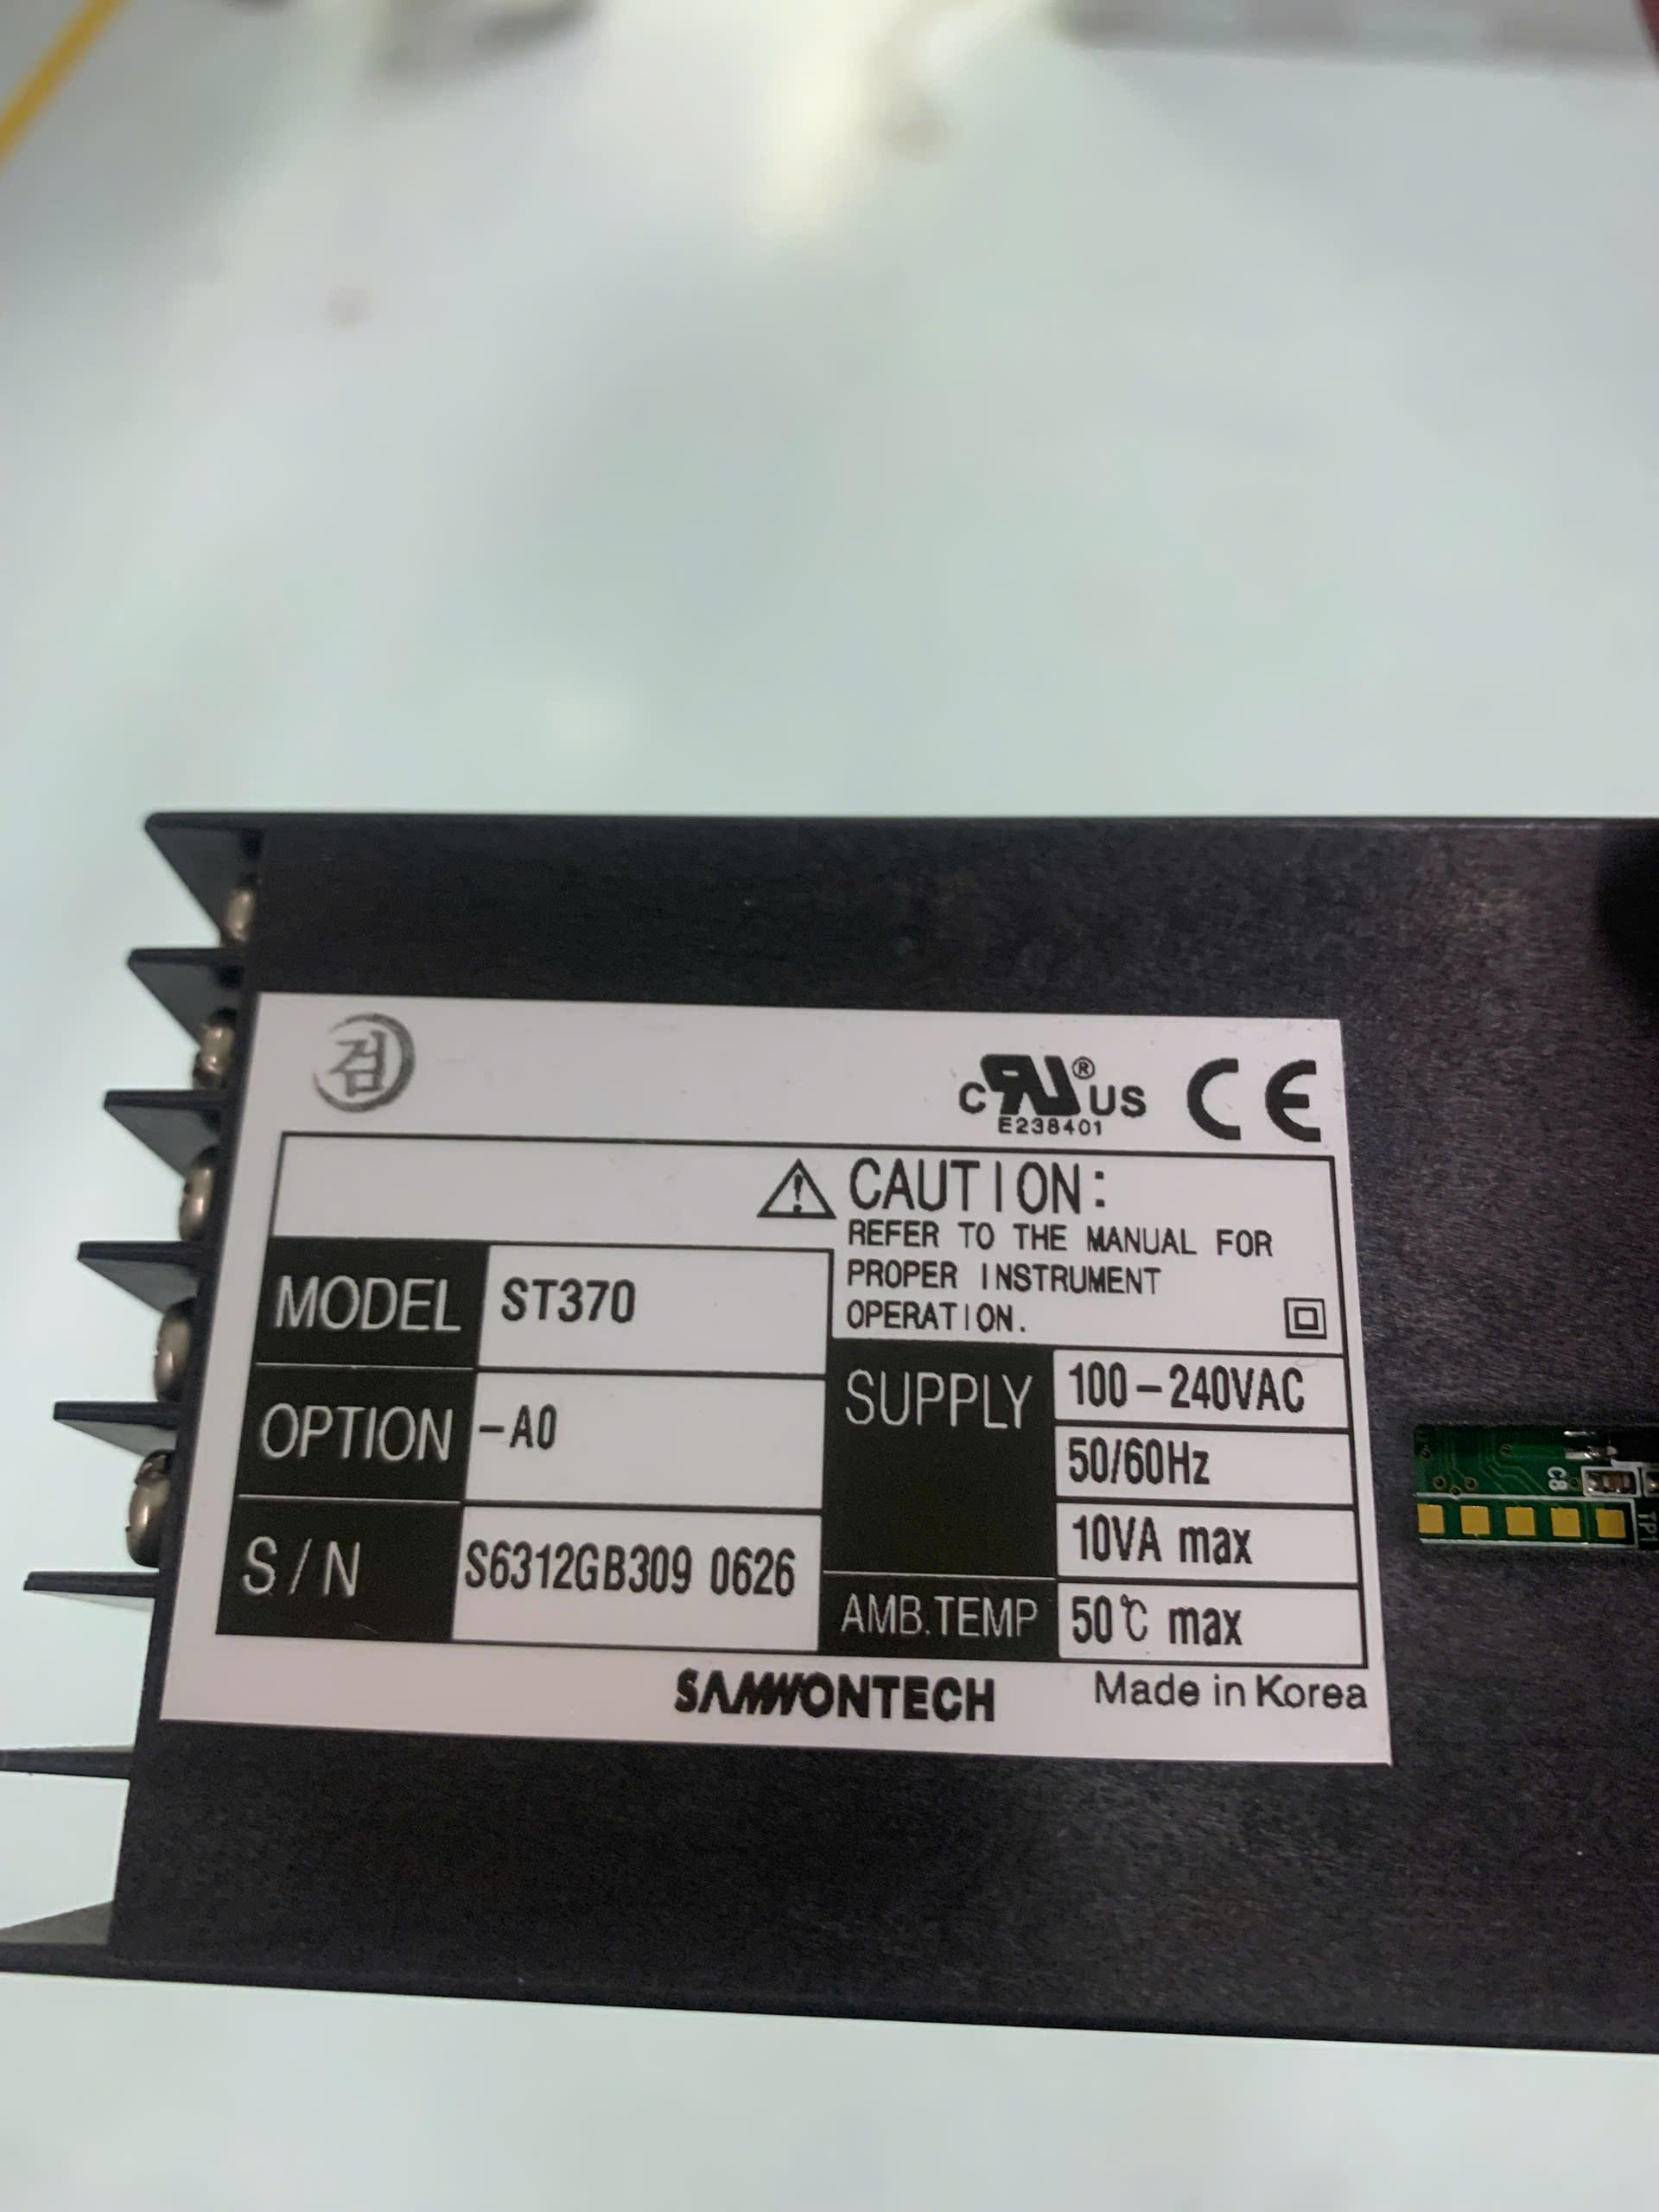 검
c RU® US
E238401
CE
CAUTION:
REFER TO THE MANUAL FOR
PROPER INSTRUMENT
OPERATION.
MODEL ST370
OPTION -A0
S/N S6312GB309 0626
SUPPLY 100-240VAC
50/60Hz
10VA max
AMB.TEMP 50℃ max
SAMWONTECH
Made in Korea
C8
TP1